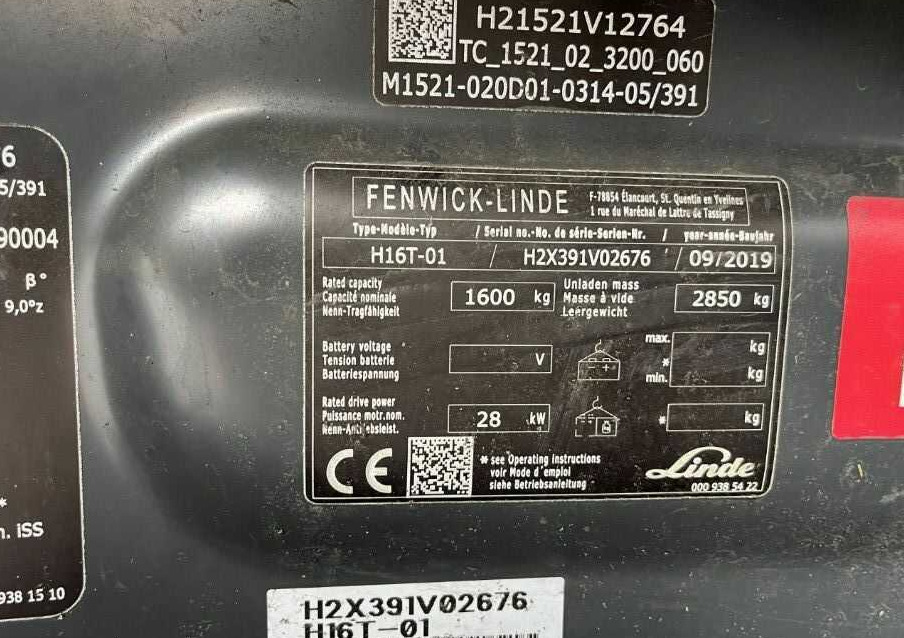 H21521V12764
TC_1521_02_3200_060
M1521-020D01-0314-05/391
6
5/391
90004
β°
9,0°z
*
n. iSS
938 15 10
FENWICK-LINDE
F-78854 Élancourt, St. Quentin en Yvelines
1 rue du Maréchal de Lattre de Tassigny
Type-Modèle-Typ / Serial no.-No. de série-Serien-Nr. / year-année-Baujahr
H16T-01 / H2X391V02676 / 09/2019
Rated capacity
Capacité nominale
Nenn-Tragfähigkeit
1600 kg
Unladen mass
Masse à vide
Leergewicht
2850 kg
Battery voltage
Tension batterie
Batteriespannung
V
max. kg
*
min. kg
Rated drive power
Puissance motr.nom.
Nenn-Antriebsleist.
28 kW
* kg
CE
* see Operating instructions
voir Mode d'emploi
siehe Betriebsanleitung
Linde
000 938 54 22
H2X391V02676
H16T-01